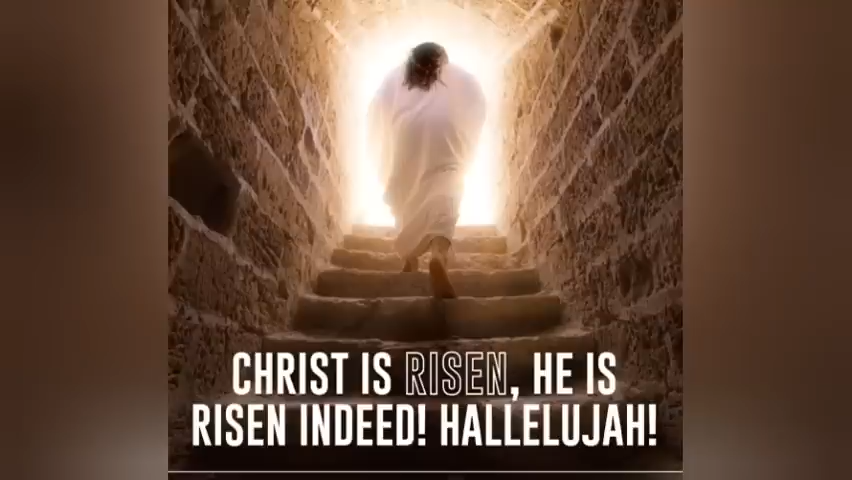 CHRIST IS RISEN, HE IS
RISEN INDEED! HALLELUJAH!